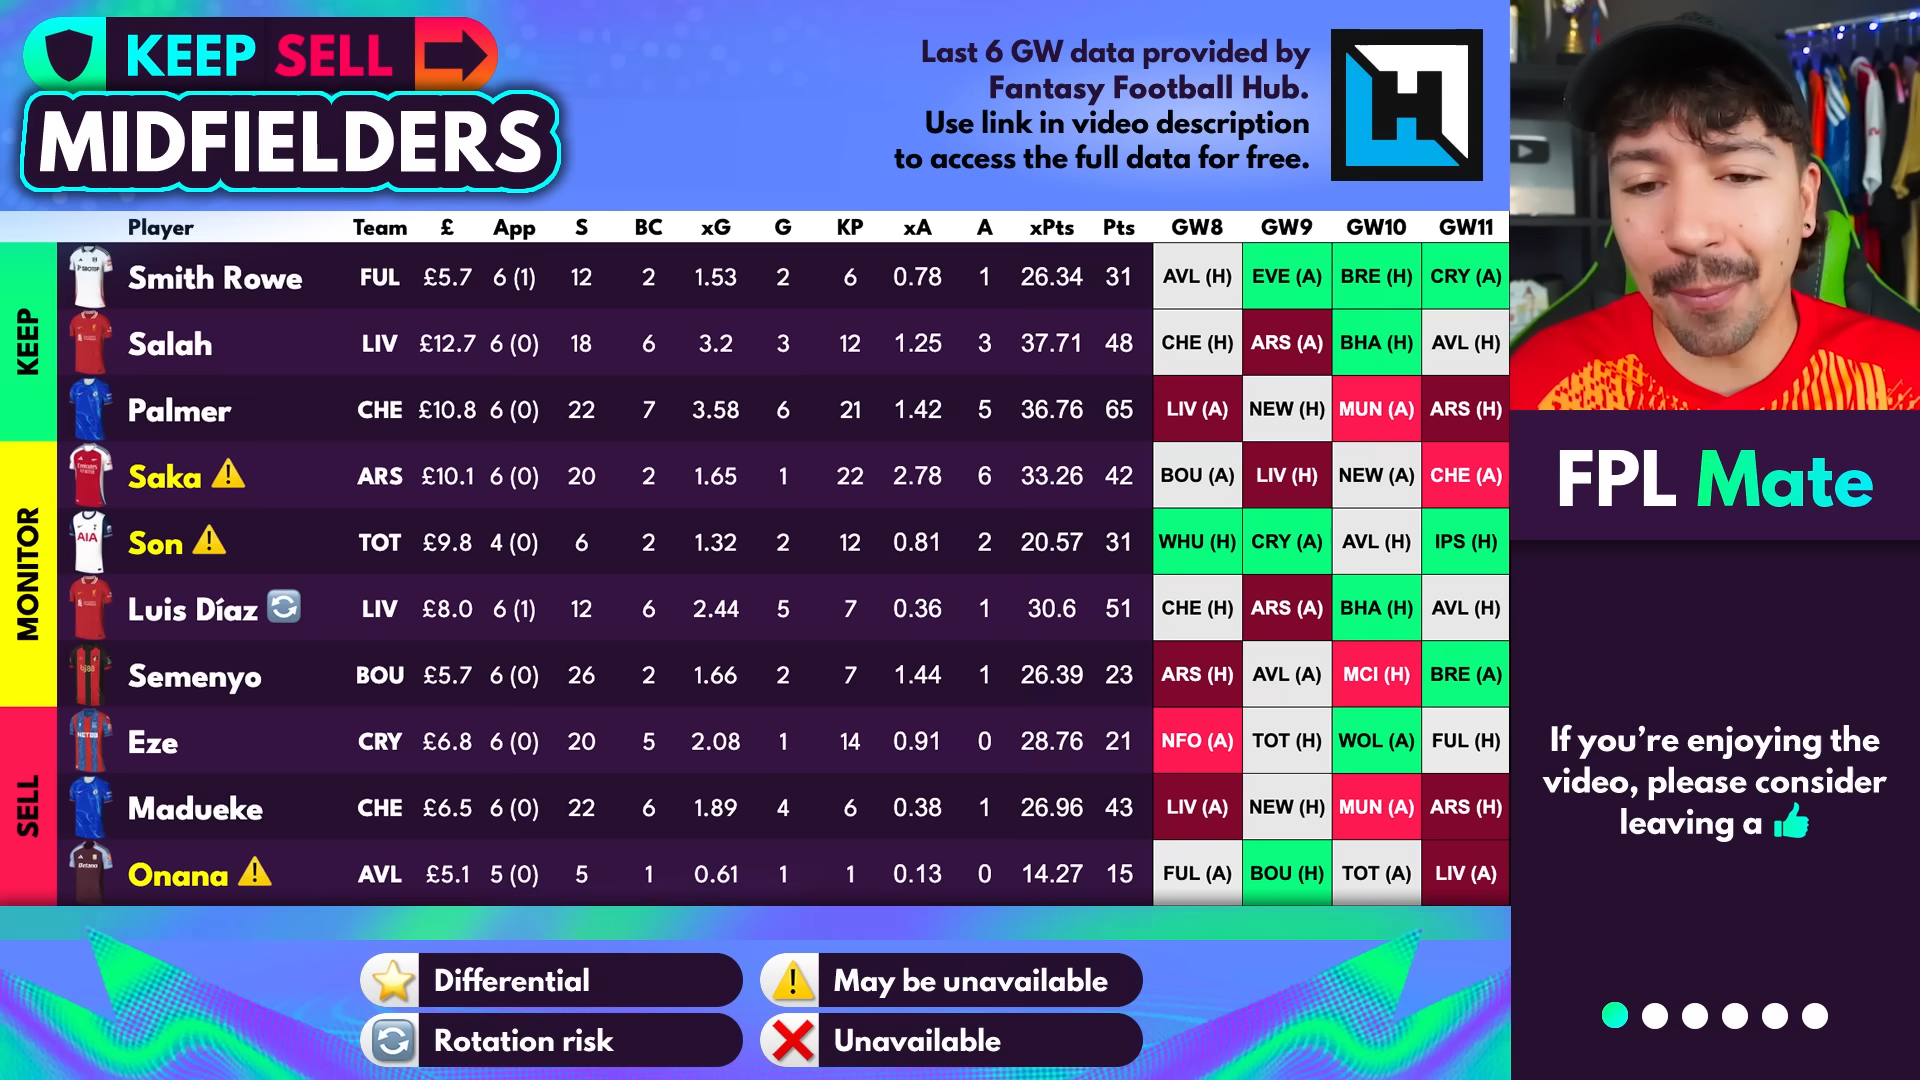 KEEP SELL
MIDFIELDERS
Last 6 GW data provided by
Fantasy Football Hub.
Use link in video description
to access the full data for free.
H
Player Team £ App S BC xG G KP xA A xPts Pts GW8 GW9 GW10 GW11
KEEP
Smith Rowe FUL £5.7 6 (1) 12 2 1.53 2 6 0.78 1 26.34 31 AVL (H) EVE (A) BRE (H) CRY (A)
Salah LIV £12.7 6 (0) 18 6 3.2 3 12 1.25 3 37.71 48 CHE (H) ARS (A) BHA (H) AVL (H)
Palmer CHE £10.8 6 (0) 22 7 3.58 6 21 1.42 5 36.76 65 LIV (A) NEW (H) MUN (A) ARS (H)
MONITOR
Saka ARS £10.1 6 (0) 20 2 1.65 1 22 2.78 6 33.26 42 BOU (A) LIV (H) NEW (A) CHE (A)
Son TOT £9.8 4 (0) 6 2 1.32 2 12 0.81 2 20.57 31 WHU (H) CRY (A) AVL (H) IPS (H)
Luis Díaz LIV £8.0 6 (1) 12 6 2.44 5 7 0.36 1 30.6 51 CHE (H) ARS (A) BHA (H) AVL (H)
Semenyo BOU £5.7 6 (0) 26 2 1.66 2 7 1.44 1 26.39 23 ARS (H) AVL (A) MCI (H) BRE (A)
SELL
Eze CRY £6.8 6 (0) 20 5 2.08 1 14 0.91 0 28.76 21 NFO (A) TOT (H) WOL (A) FUL (H)
Madueke CHE £6.5 6 (0) 22 6 1.89 4 6 0.38 1 26.96 43 LIV (A) NEW (H) MUN (A) ARS (H)
Onana AVL £5.1 5 (0) 5 1 0.61 1 1 0.13 0 14.27 15 FUL (A) BOU (H) TOT (A) LIV (A)
Differential
May be unavailable
Rotation risk
Unavailable
FPL Mate
If you’re enjoying the
video, please consider
leaving a